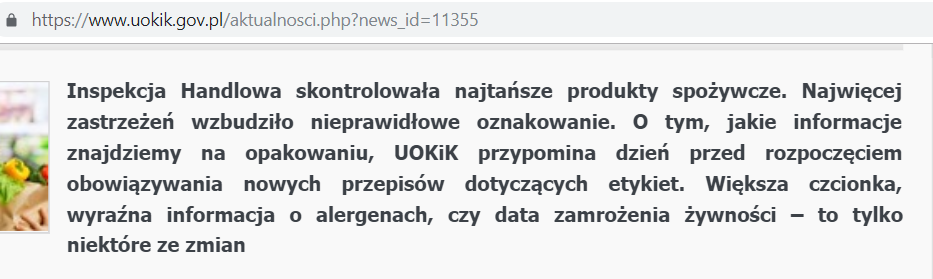 https://www.uokik.gov.pl/aktualnosci.php?news_id=11355
Inspekcja Handlowa skontrolowała najtańsze produkty spożywcze. Najwięcej
zastrzeżeń wzbudziło nieprawidłowe oznakowanie. O tym, jakie informacje
znajdziemy na opakowaniu, UOKiK przypomina dzień przed rozpoczęciem
obowiązywania nowych przepisów dotyczących etykiet. Większa czcionka,
wyraźna informacja o alergenach, czy data zamrożenia żywności – to tylko
niektóre ze zmian